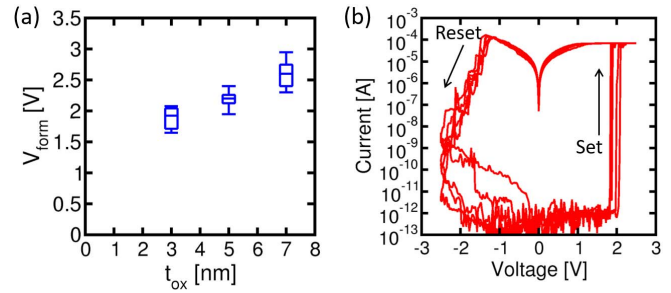 (a)
V_form [V]
3.5
3
2.5
2
1.5
1
0.5
0
0 1 2 3 4 5 6 7 8
t_ox [nm]
(b)
Current [A]
10^-3
10^-4
10^-5
10^-6
10^-7
10^-8
10^-9
10^-10
10^-11
10^-12
10^-13
Reset
Set
-3 -2 -1 0 1 2 3
Voltage [V]